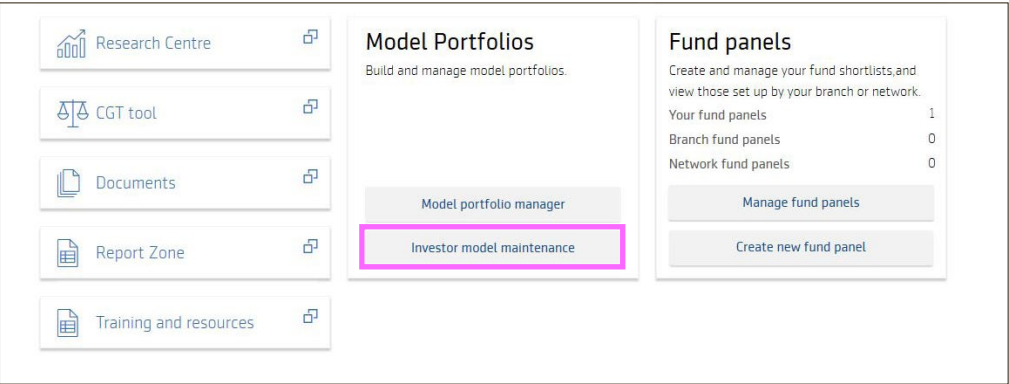 Research Centre
CGT tool
Documents
Report Zone
Training and resources
Model Portfolios
Build and manage model portfolios.
Model portfolio manager
Investor model maintenance
Fund panels
Create and manage your fund shortlists,and
view those set up by your branch or network.
Your fund panels 1
Branch fund panels 0
Network fund panels 0
Manage fund panels
Create new fund panel